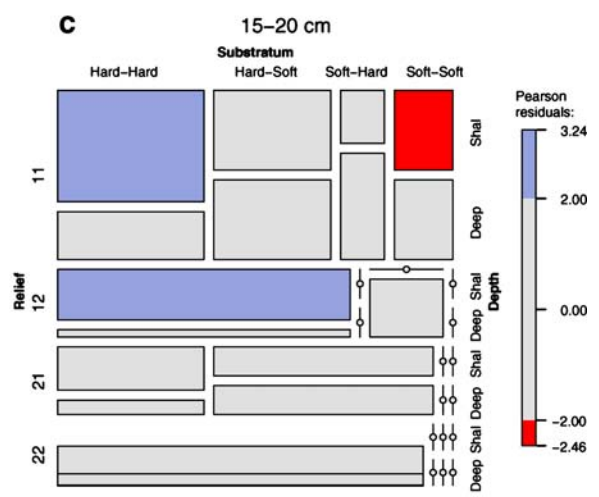 C
15–20 cm
Substratum
Hard–Hard
Hard–Soft
Soft–Hard
Soft–Soft
Relief
11
12
21
22
Shal
Deep
Shal
Deep
Shal
Deep
Shal
Deep
Depth
Pearson
residuals:
3.24
2.00
0.00
−2.00
−2.46